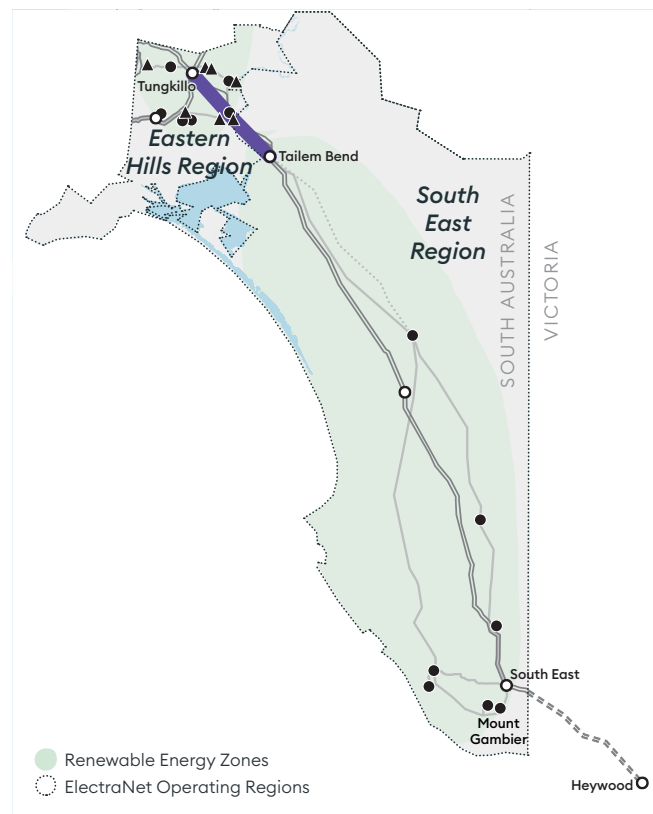 Tungkillo
Eastern
Hills Region
Tailem Bend
South
East
Region
SOUTH AUSTRALIA
VICTORIA
South East
Mount
Gambier
Heywood
Renewable Energy Zones
ElectraNet Operating Regions